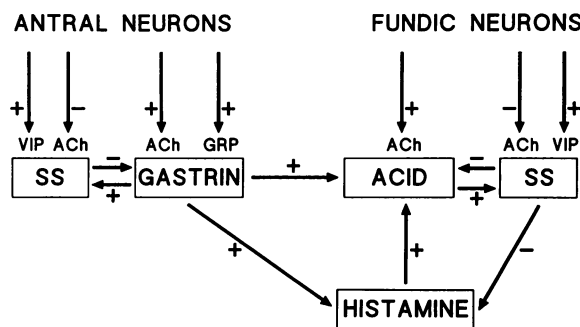 ANTRAL NEURONS FUNDIC NEURONS
+ − + + + − +
VIP ACh ACh GRP ACh ACh VIP
SS − + GASTRIN + ACID − + SS
+ + −
HISTAMINE